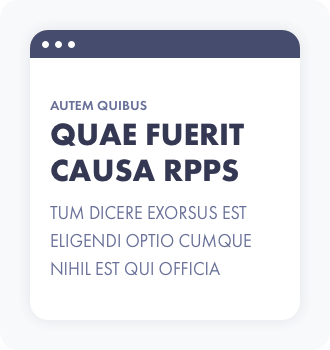 AUTEM QUIBUS
QUAE FUERIT
CAUSA RPPS
TUM DICERE EXORSUS EST
ELIGENDI OPTIO CUMQUE
NIHIL EST QUI OFFICIA